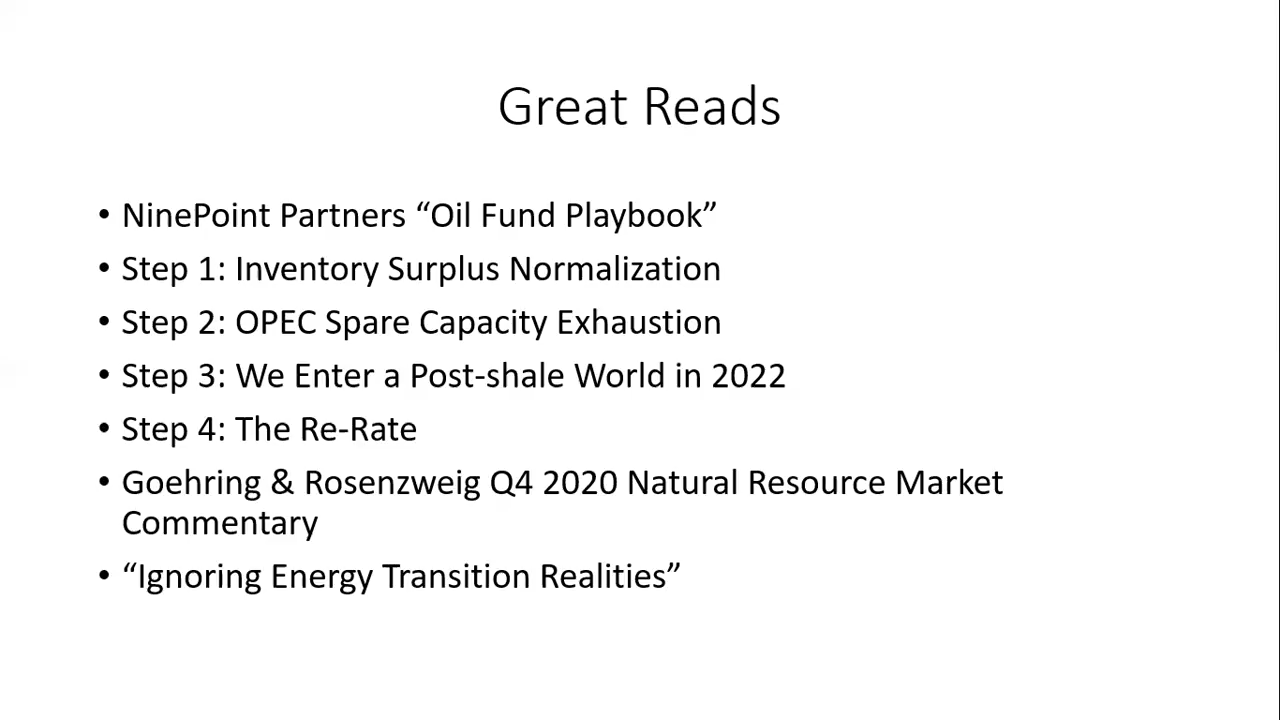 Great Reads
• NinePoint Partners “Oil Fund Playbook”
• Step 1: Inventory Surplus Normalization
• Step 2: OPEC Spare Capacity Exhaustion
• Step 3: We Enter a Post-shale World in 2022
• Step 4: The Re-Rate
• Goehring & Rosenzweig Q4 2020 Natural Resource Market
Commentary
• “Ignoring Energy Transition Realities”